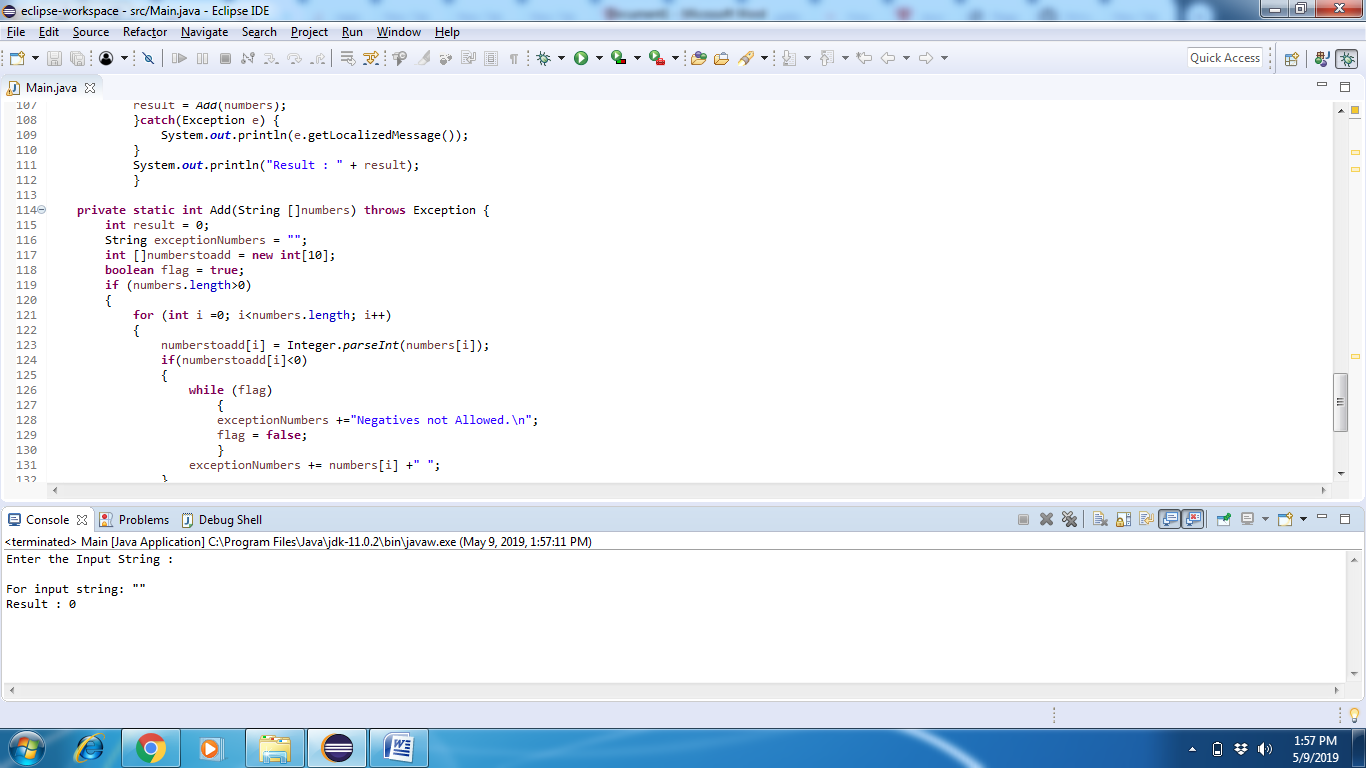 eclipse-workspace - src/Main.java - Eclipse IDE
File Edit Source Refactor Navigate Search Project Run Window Help
Quick Access
Main.java
107 result = Add(numbers);
108 }catch(Exception e) {
109 System.out.println(e.getLocalizedMessage());
110 }
111 System.out.println("Result : " + result);
112 }
113
114 private static int Add(String []numbers) throws Exception {
115 int result = 0;
116 String exceptionNumbers = "";
117 int []numberstoadd = new int[10];
118 boolean flag = true;
119 if (numbers.length>0)
120 {
121 for (int i =0; i<numbers.length; i++)
122 {
123 numberstoadd[i] = Integer.parseInt(numbers[i]);
124 if(numberstoadd[i]<0)
125 {
126 while (flag)
127 {
128 exceptionNumbers +="Negatives not Allowed.\n";
129 flag = false;
130 }
131 exceptionNumbers += numbers[i] +" ";
132 }
Console Problems Debug Shell
<terminated> Main [Java Application] C:\Program Files\Java\jdk-11.0.2\bin\javaw.exe (May 9, 2019, 1:57:11 PM)
Enter the Input String :
For input string: ""
Result : 0
1:57 PM
5/9/2019